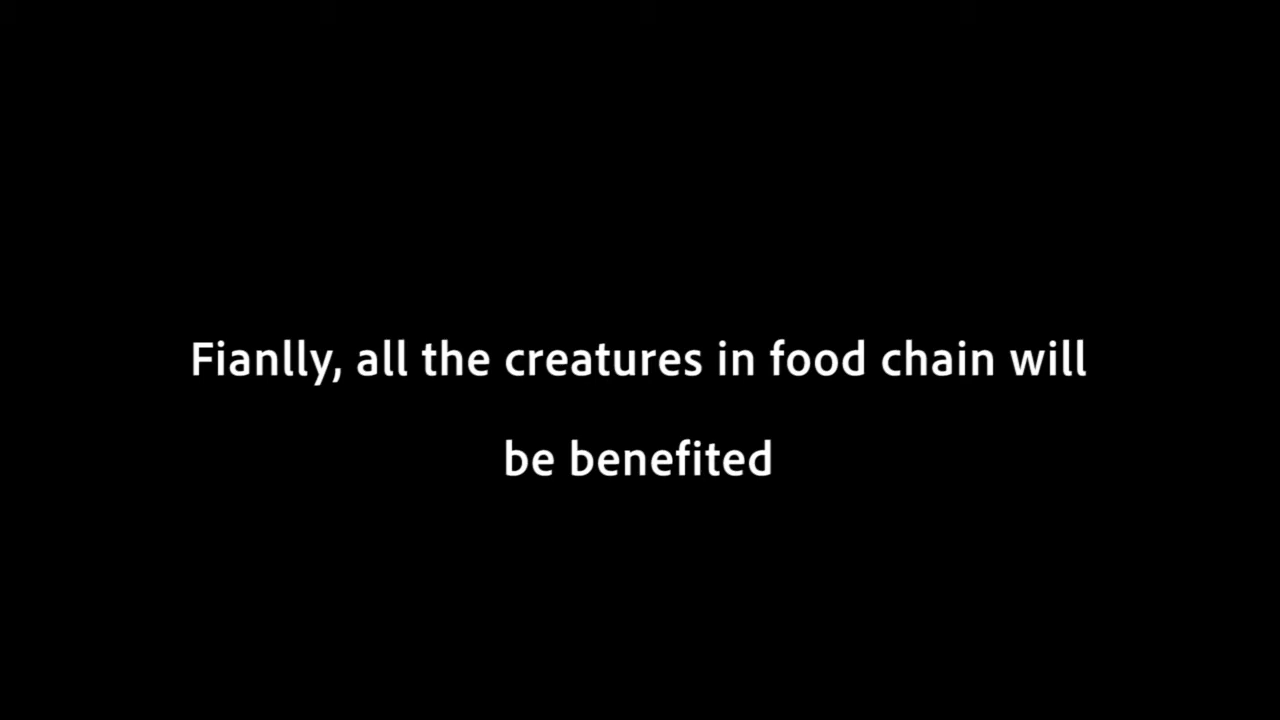 Fianlly, all the creatures in food chain will
be benefited